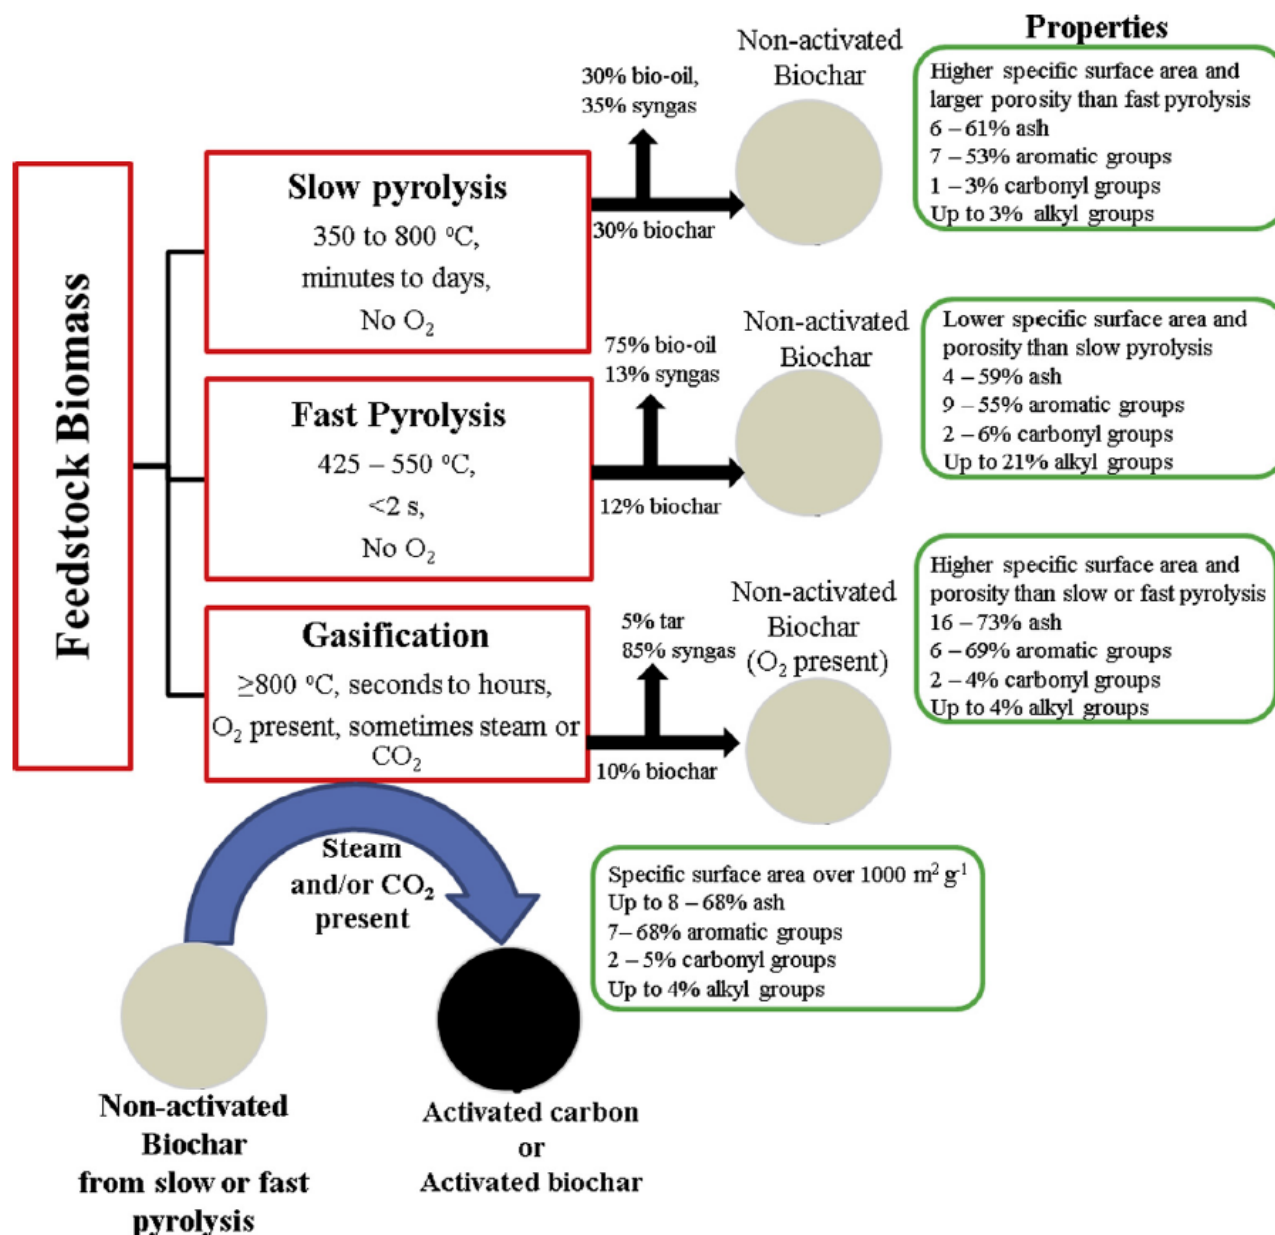 Properties
Feedstock Biomass
Slow pyrolysis
350 to 800 °C,
minutes to days,
No O₂
30% bio-oil,
35% syngas
30% biochar
Non-activated
Biochar
Higher specific surface area and
larger porosity than fast pyrolysis
6 – 61% ash
7 – 53% aromatic groups
1 – 3% carbonyl groups
Up to 3% alkyl groups
Fast Pyrolysis
425 – 550 °C,
<2 s,
No O₂
75% bio-oil
13% syngas
12% biochar
Non-activated
Biochar
Lower specific surface area and
porosity than slow pyrolysis
4 – 59% ash
9 – 55% aromatic groups
2 – 6% carbonyl groups
Up to 21% alkyl groups
Gasification
≥800 °C, seconds to hours,
O₂ present, sometimes steam or
CO₂
5% tar
85% syngas
10% biochar
Non-activated
Biochar
(O₂ present)
Higher specific surface area and
porosity than slow or fast pyrolysis
16 – 73% ash
6 – 69% aromatic groups
2 – 4% carbonyl groups
Up to 4% alkyl groups
Steam
and/or CO₂
present
Non-activated
Biochar
from slow or fast
pyrolysis
Activated carbon
or
Activated biochar
Specific surface area over 1000 m² g⁻¹
Up to 8 – 68% ash
7– 68% aromatic groups
2 – 5% carbonyl groups
Up to 4% alkyl groups